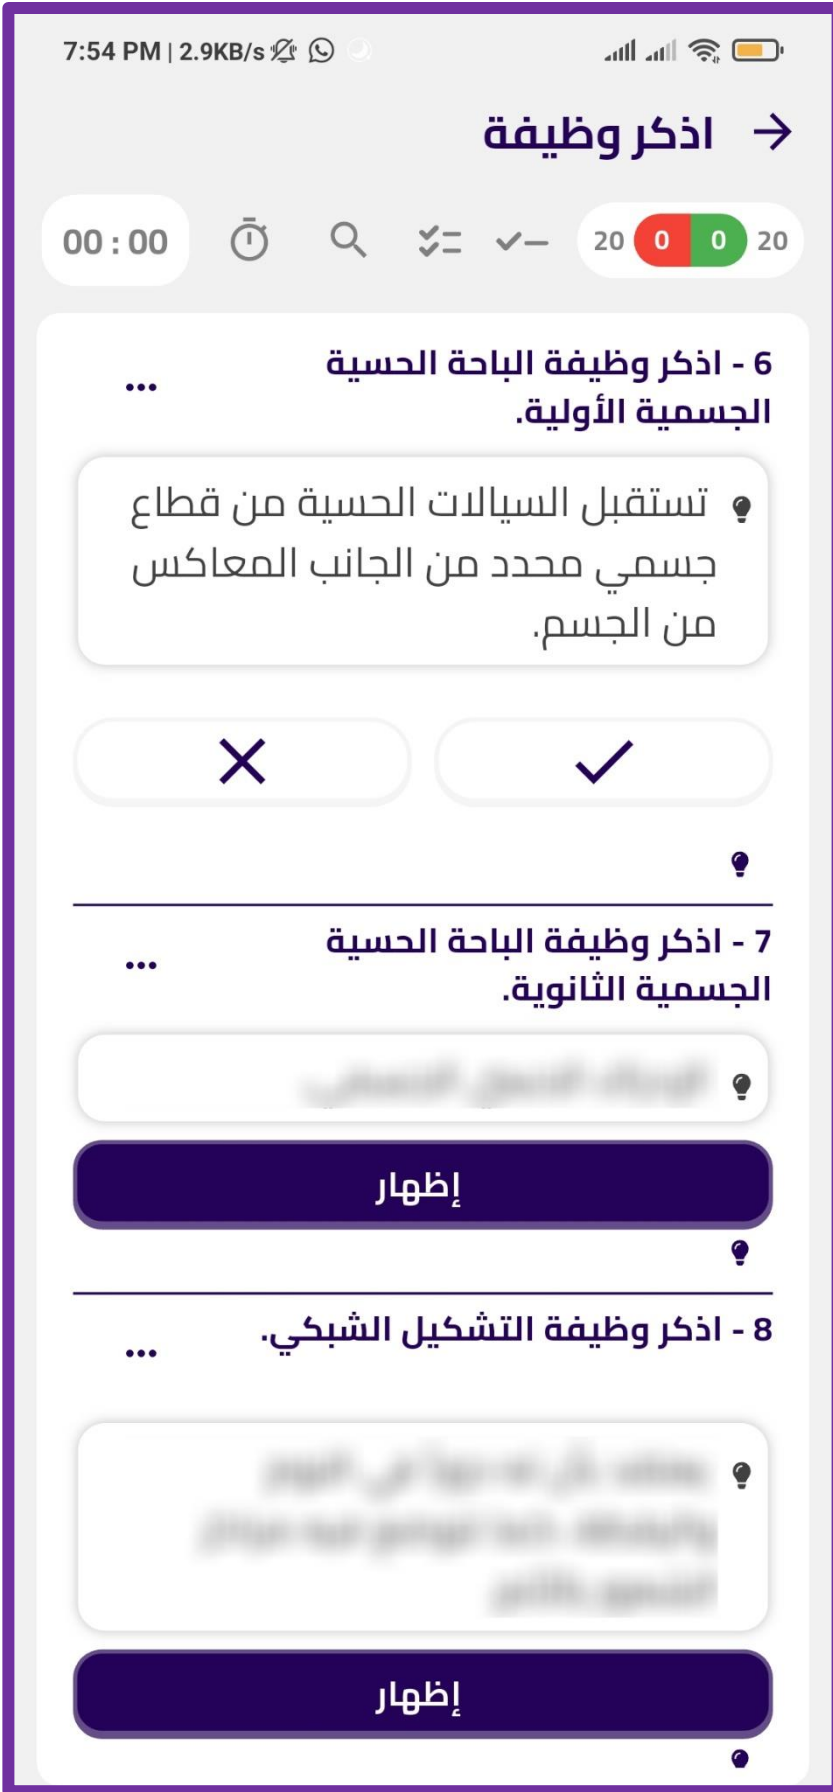 7:54 PM | 2.9KB/s
اذكر وظيفة
00 : 00
20 0 0 20
6 - اذكر وظيفة الباحة الحسية
الجسمية الأولية.
تستقبل السيالات الحسية من قطاع
جسمي محدد من الجانب المعاكس
من الجسم.
7 - اذكر وظيفة الباحة الحسية
الجسمية الثانوية.
إظهار
8 - اذكر وظيفة التشكيل الشبكي.
إظهار